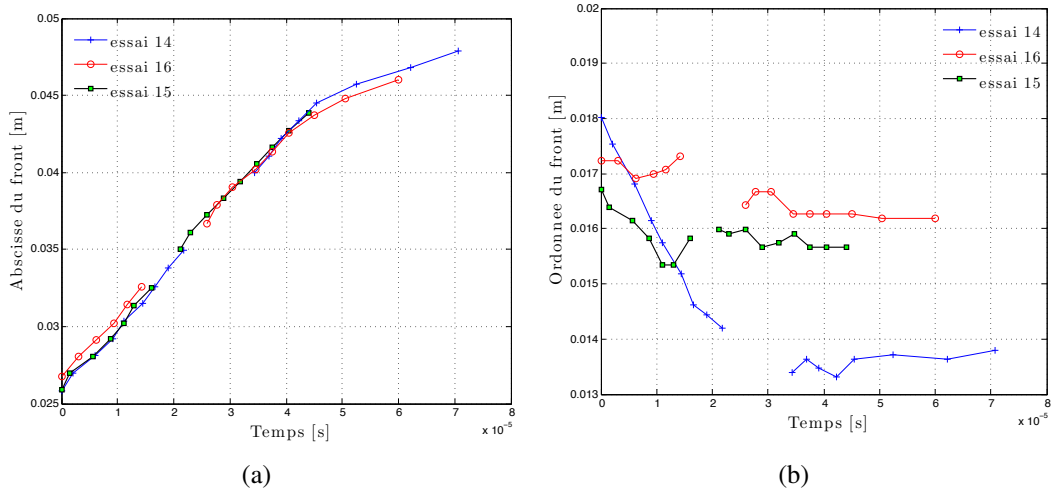 0.05
0.045
0.04
0.035
0.03
0.025
Abscisse du front [m]
essai 14
essai 16
essai 15
0 1 2 3 4 5 6 7 8
x 10⁻⁵
Temps [s]
(a)
0.02
0.019
0.018
0.017
0.016
0.015
0.014
0.013
Ordonnee du front [m]
essai 14
essai 16
essai 15
0 1 2 3 4 5 6 7 8
x 10⁻⁵
Temps [s]
(b)